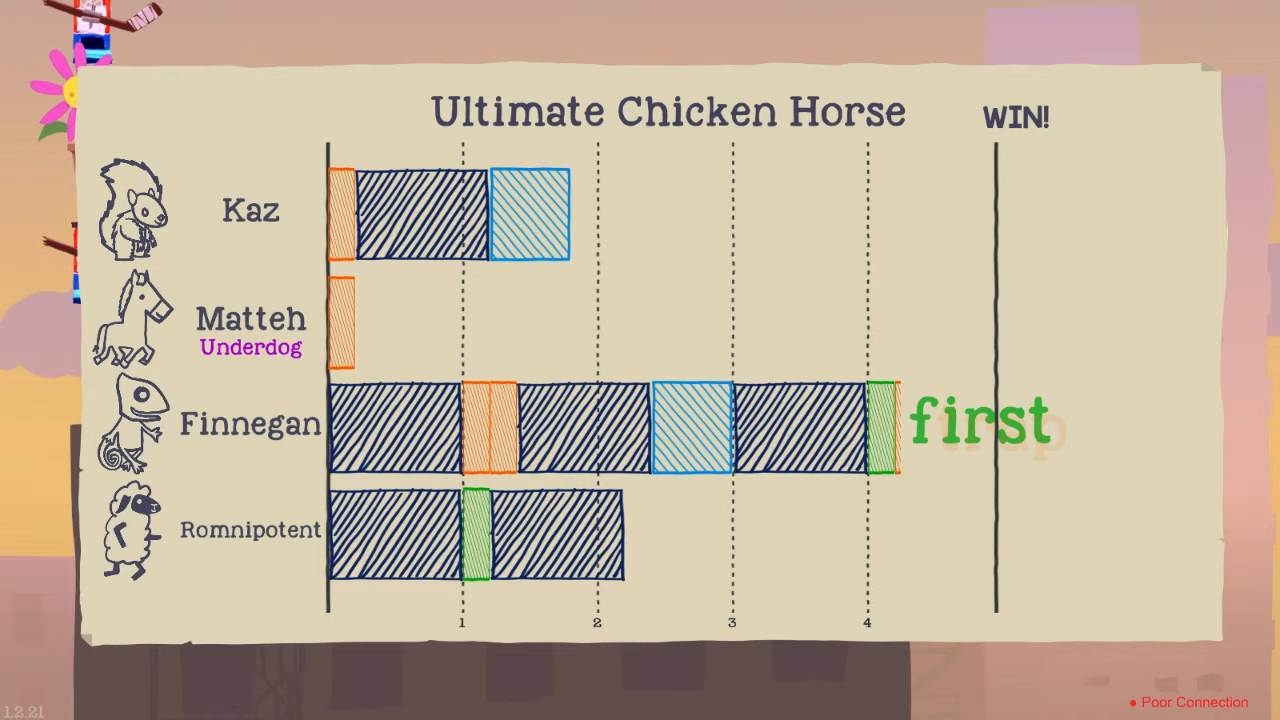 Ultimate Chicken Horse
WIN!
Kaz
Matteh
Underdog
Finnegan
first
trap
Romnipotent
1 2 3 4
1.2.21
Poor Connection